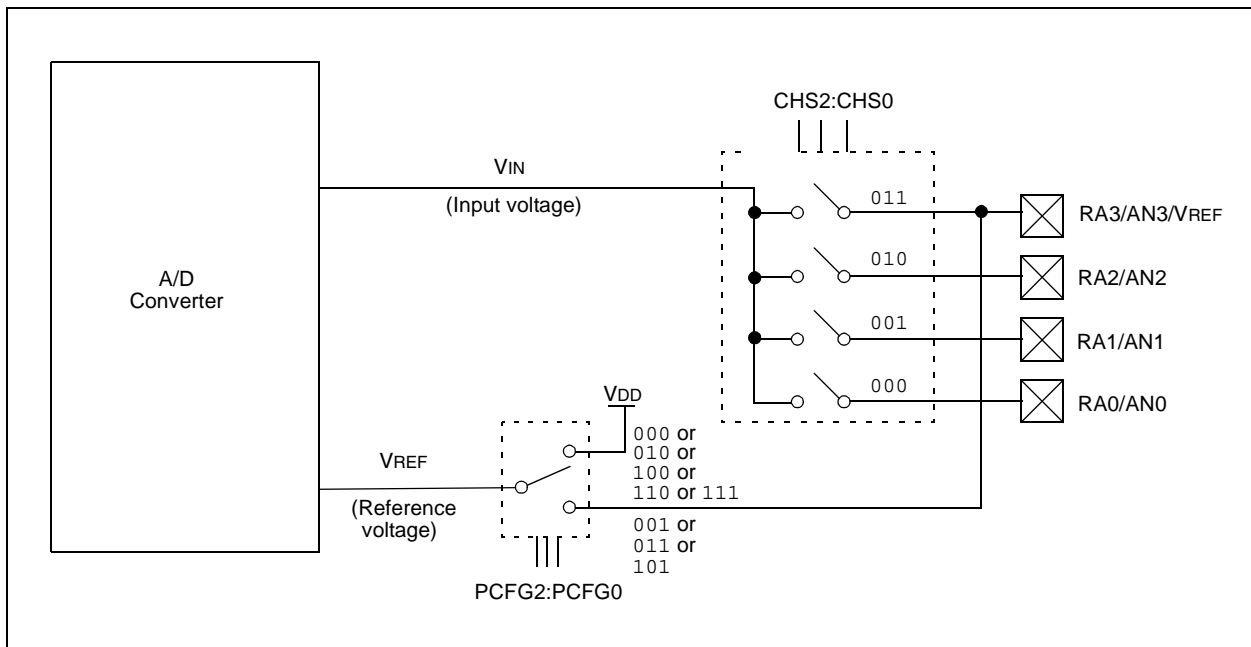 CHS2:CHS0
VIN
(Input voltage)
011
RA3/AN3/VREF
010
RA2/AN2
A/D
Converter
001
RA1/AN1
000
RA0/AN0
VDD
000 or
010 or
100 or
110 or 111
VREF
(Reference
voltage)
001 or
011 or
101
PCFG2:PCFG0